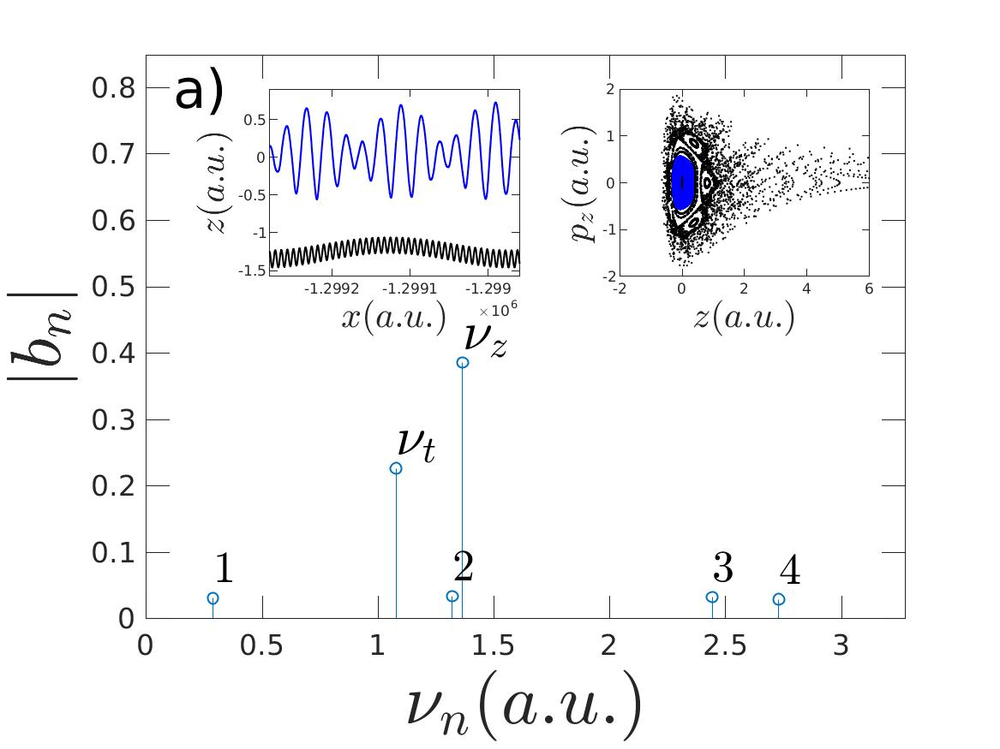 a)
|b_n|
0.8
0.7
0.6
0.5
0.4
0.3
0.2
0.1
0
z(a.u.)
0.5
0
-0.5
-1
-1.5
-1.2992 -1.2991 -1.299
×10^6
x(a.u.)
p_z(a.u.)
2
1
0
-1
-2
-2 0 2 4 6
z(a.u.)
ν_z
ν_t
1 2 3 4
0 0.5 1 1.5 2 2.5 3
ν_n(a.u.)